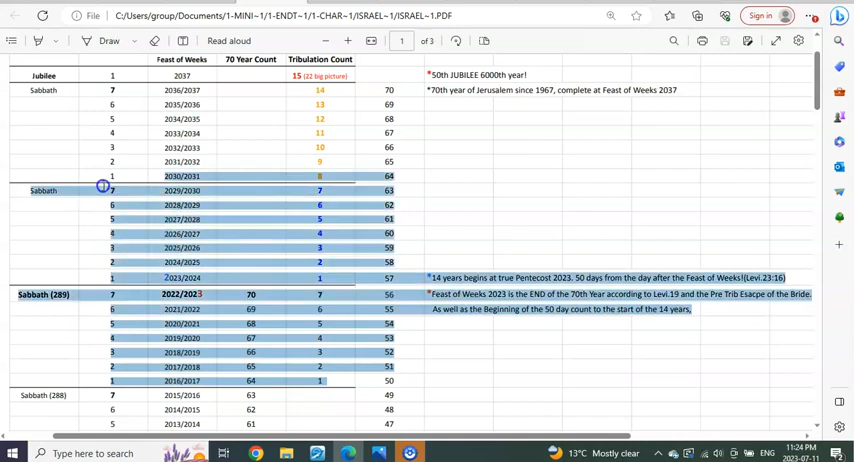 File C:/Users/group/Documents/1-MINI~1/1-ENDT~1/1-CHAR~1/ISRAEL~1/ISRAEL~1.PDF Sign in
Draw Read aloud 1 of 3
Feast of Weeks 70 Year Count Tribulation Count
Jubilee 1 2037 15 (22 big picture) *50th JUBILEE 6000th year!
Sabbath 7 2036/2037 14 70 *70th year of Jerusalem since 1967, complete at Feast of Weeks 2037
6 2035/2036 13 69
5 2034/2035 12 68
4 2033/2034 11 67
3 2032/2033 10 66
2 2031/2032 9 65
1 2030/2031 8 64
Sabbath 7 2029/2030 7 63
6 2028/2029 6 62
5 2027/2028 5 61
4 2026/2027 4 60
3 2025/2026 3 59
2 2024/2025 2 58
1 2023/2024 1 57 *14 years begins at true Pentecost 2023. 50 days from the day after the Feast of Weeks!(Levi.23:16)
Sabbath (289) 7 2022/2023 70 7 56 *Feast of Weeks 2023 is the END of the 70th Year according to Levi.19 and the Pre Trib Esacpe of the Bride.
6 2021/2022 69 6 55 As well as the Beginning of the 50 day count to the start of the 14 years,
5 2020/2021 68 5 54
4 2019/2020 67 4 53
3 2018/2019 66 3 52
2 2017/2018 65 2 51
1 2016/2017 64 1 50
Sabbath (288) 7 2015/2016 63 49
6 2014/2015 62 48
5 2013/2014 61 47
Type here to search 13°C Mostly cloudy ENG 11:24 PM
2023-07-11